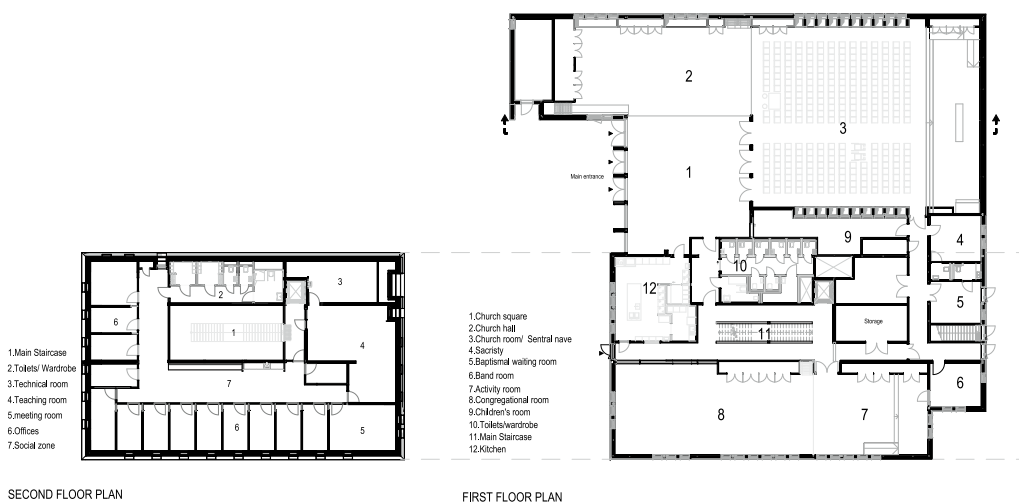 2
3
Main entrance
1
9
4
10
12
5
Storage
11
6
8
7
1,Church square
2,Church hall
3,Church room/ Sentral nave
4,Sacristy
5,Baptismal waiting room
6,Band room
7,Activity room
8,Congregational room
9,Children's room
10.Toilets/wardrobe
11.Main Staircase
12.Kitchen
FIRST FLOOR PLAN
3
2
6
1
4
7
6
5
1.Main Staircase
2.Toilets/ Wardrobe
3.Technical room
4.Teaching room
5,meeting room
6.Offices
7.Social zone
SECOND FLOOR PLAN